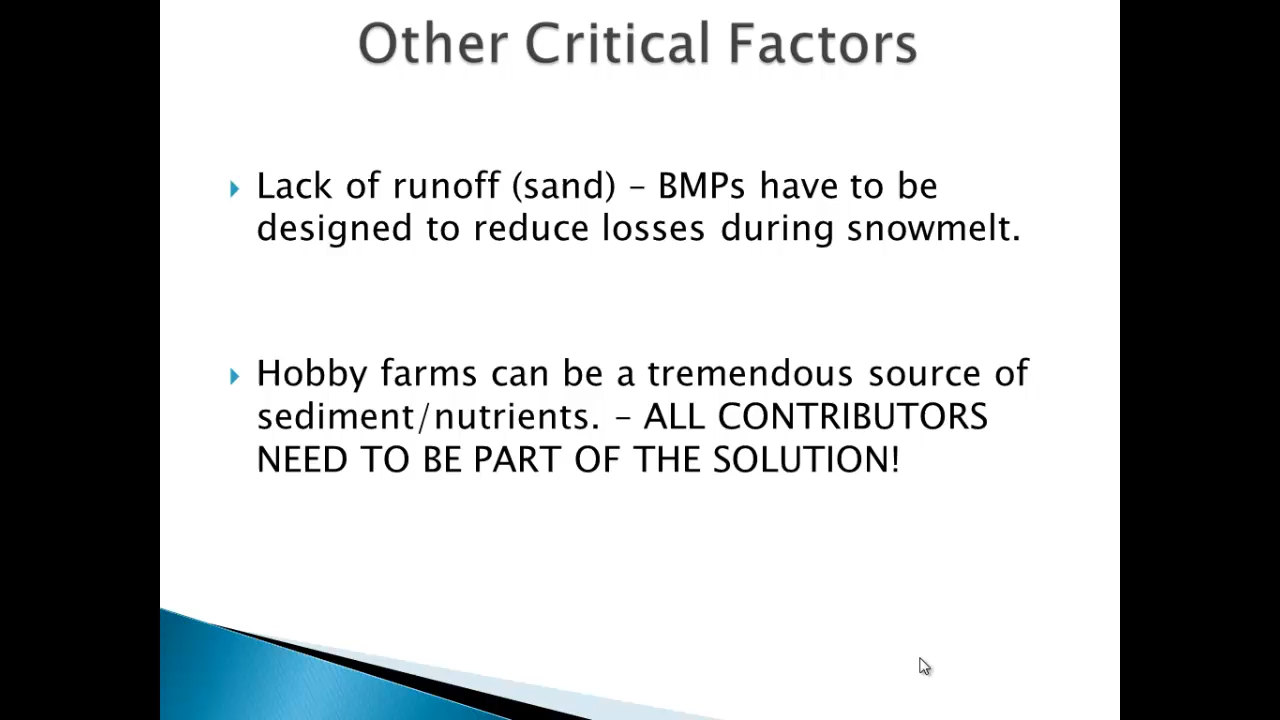 Other Critical Factors
Lack of runoff (sand) – BMPs have to be
designed to reduce losses during snowmelt.
Hobby farms can be a tremendous source of
sediment/nutrients. – ALL CONTRIBUTORS
NEED TO BE PART OF THE SOLUTION!